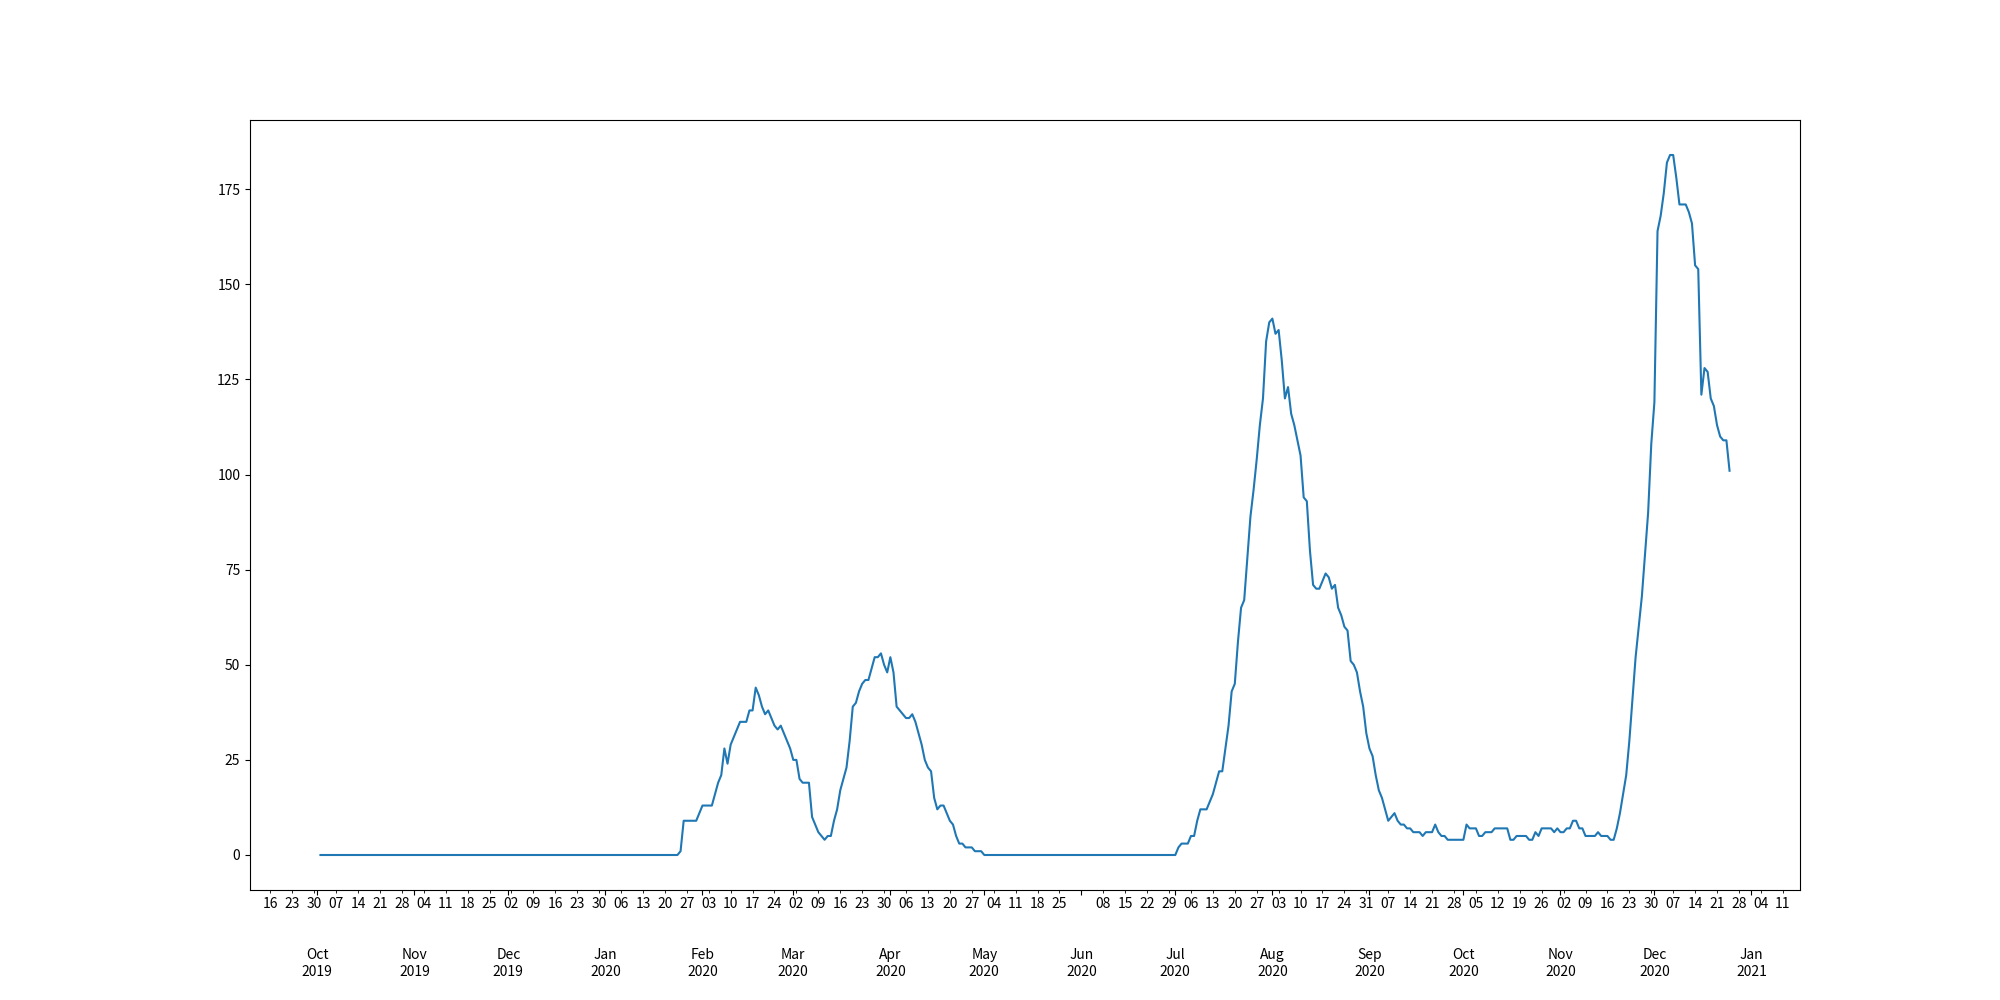 175
150
125
100
75
50
25
0
16 23 30 07 14 21 28 04 11 18 25 02 09 16 23 30 06 13 20 27 03 10 17 24 02 09 16 23 30 06 13 20 27 04 11 18 25 08 15 22 29 06 13 20 27 03 10 17 24 31 07 14 21 28 05 12 19 26 02 09 16 23 30 07 14 21 28 04 11
Oct Nov Dec Jan Feb Mar Apr May Jun Jul Aug Sep Oct Nov Dec Jan
2019 2019 2019 2020 2020 2020 2020 2020 2020 2020 2020 2020 2020 2020 2020 2021